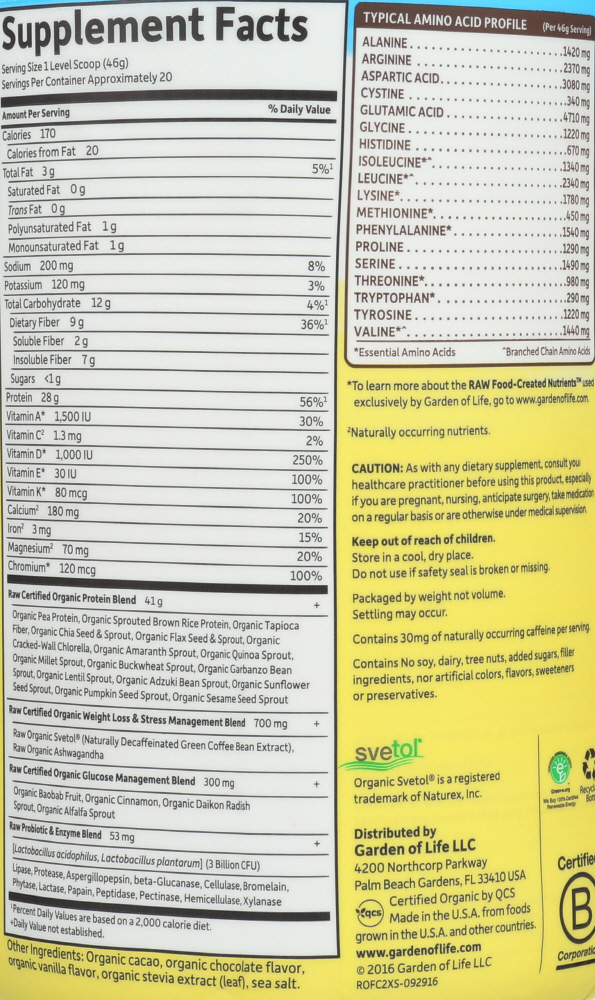 Supplement Facts
Serving Size 1 Level Scoop (46g)
Servings Per Container Approximately 20
Amount Per Serving % Daily Value
Calories 170
Calories from Fat 20
Total Fat 3 g 5%¹
Saturated Fat 0 g
Trans Fat 0 g
Polyunsaturated Fat 1 g
Monounsaturated Fat 1 g
Sodium 200 mg 8%
Potassium 120 mg 3%
Total Carbohydrate 12 g 4%¹
Dietary Fiber 9 g 36%¹
Soluble Fiber 2 g
Insoluble Fiber 7 g
Sugars <1 g
Protein 28 g 56%¹
Vitamin A* 1,500 IU 30%
Vitamin C² 1.3 mg 2%
Vitamin D* 1,000 IU 250%
Vitamin E* 30 IU 100%
Vitamin K* 80 mcg 100%
Calcium² 180 mg 20%
Iron² 3 mg 15%
Magnesium² 70 mg 20%
Chromium* 120 mcg 100%
Raw Certified Organic Protein Blend 41 g +
Organic Pea Protein, Organic Sprouted Brown Rice Protein, Organic Tapioca
Fiber, Organic Chia Seed & Sprout, Organic Flax Seed & Sprout, Organic
Cracked-Wall Chlorella, Organic Amaranth Sprout, Organic Quinoa Sprout,
Organic Millet Sprout, Organic Buckwheat Sprout, Organic Garbanzo Bean
Sprout, Organic Lentil Sprout, Organic Adzuki Bean Sprout, Organic Sunflower
Seed Sprout, Organic Pumpkin Seed Sprout, Organic Sesame Seed Sprout
Raw Certified Organic Weight Loss & Stress Management Blend 700 mg +
Raw Organic Svetol® (Naturally Decaffeinated Green Coffee Bean Extract),
Raw Organic Ashwagandha
Raw Certified Organic Glucose Management Blend 300 mg +
Organic Baobab Fruit, Organic Cinnamon, Organic Daikon Radish
Sprout, Organic Alfalfa Sprout
Raw Probiotic & Enzyme Blend 53 mg +
[Lactobacillus acidophilus, Lactobacillus plantarum] (3 Billion CFU)
Lipase, Protease, Aspergillopepsin, beta-Glucanase, Cellulase, Bromelain,
Phytase, Lactase, Papain, Peptidase, Pectinase, Hemicellulase, Xylanase
¹Percent Daily Values are based on a 2,000 calorie diet.
+Daily Value not established.
Other Ingredients: Organic cacao, organic chocolate flavor,
organic vanilla flavor, organic stevia extract (leaf), sea salt.
TYPICAL AMINO ACID PROFILE (Per 46g Serving)
ALANINE 1420 mg
ARGININE 2370 mg
ASPARTIC ACID 3080 mg
CYSTINE 340 mg
GLUTAMIC ACID 4710 mg
GLYCINE 1220 mg
HISTIDINE 670 mg
ISOLEUCINE*^ 1340 mg
LEUCINE*^ 2340 mg
LYSINE* 1780 mg
METHIONINE* 450 mg
PHENYLALANINE* 1540 mg
PROLINE 1290 mg
SERINE 1490 mg
THREONINE* 980 mg
TRYPTOPHAN* 290 mg
TYROSINE 1220 mg
VALINE*^ 1440 mg
*Essential Amino Acids ^Branched Chain Amino Acids
*To learn more about the RAW Food-Created Nutrients™ used
exclusively by Garden of Life, go to www.gardenoflife.com.
²Naturally occurring nutrients.
CAUTION: As with any dietary supplement, consult your
healthcare practitioner before using this product, especially
if you are pregnant, nursing, anticipate surgery, take medication
on a regular basis or are otherwise under medical supervision.
Keep out of reach of children.
Store in a cool, dry place.
Do not use if safety seal is broken or missing.
Packaged by weight not volume.
Settling may occur.
Contains 30mg of naturally occurring caffeine per serving.
Contains No soy, dairy, tree nuts, added sugars, filler
ingredients, nor artificial colors, flavors, sweeteners
or preservatives.
svetol®
Organic Svetol® is a registered
trademark of Naturex, Inc.
Distributed by
Garden of Life LLC
4200 Northcorp Parkway
Palm Beach Gardens, FL 33410 USA
qcs Certified Organic by QCS
Made in the U.S.A. from foods
grown in the U.S.A. and other countries.
www.gardenoflife.com
© 2016 Garden of Life LLC
ROFC2XS-092916
We Buy 100% Certified
Renewable Energy
Certified
B
Corporatio